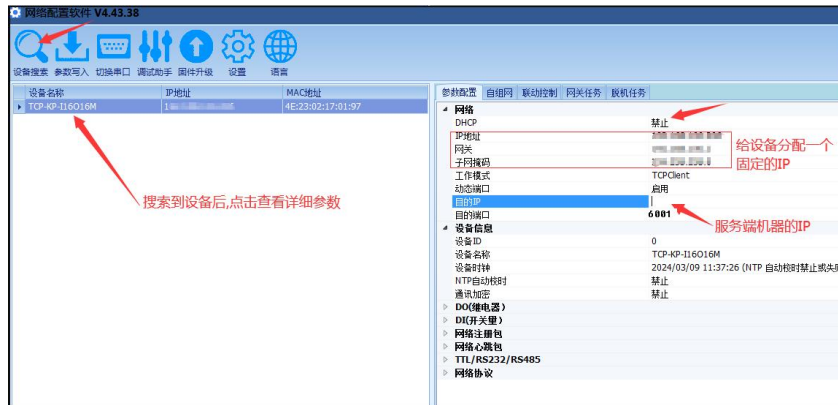 网络配置软件 V4.43.38
设备搜索 参数写入 切换串口 调试助手 固件升级 设置 语言
设备名称 IP地址 MAC地址
TCP-KP-I16O16M 4E:23:02:17:01:97
搜索到设备后,点击查看详细参数
参数配置 自组网 联动控制 网关任务 脱机任务
网络
DHCP 禁止
IP地址
网关
子网掩码
给设备分配一个
固定的IP
工作模式 TCPClient
动态端口 启用
目的IP
目的端口 6001
服务端机器的IP
设备信息
设备ID 0
设备名称 TCP-KP-I16O16M
设备时钟 2024/03/09 11:37:26 (NTP 自动校时禁止或失
NTP自动校时 禁止
通讯加密 禁止
DO(继电器)
DI(开关量)
网络注册包
网络心跳包
TTL/RS232/RS485
网络协议